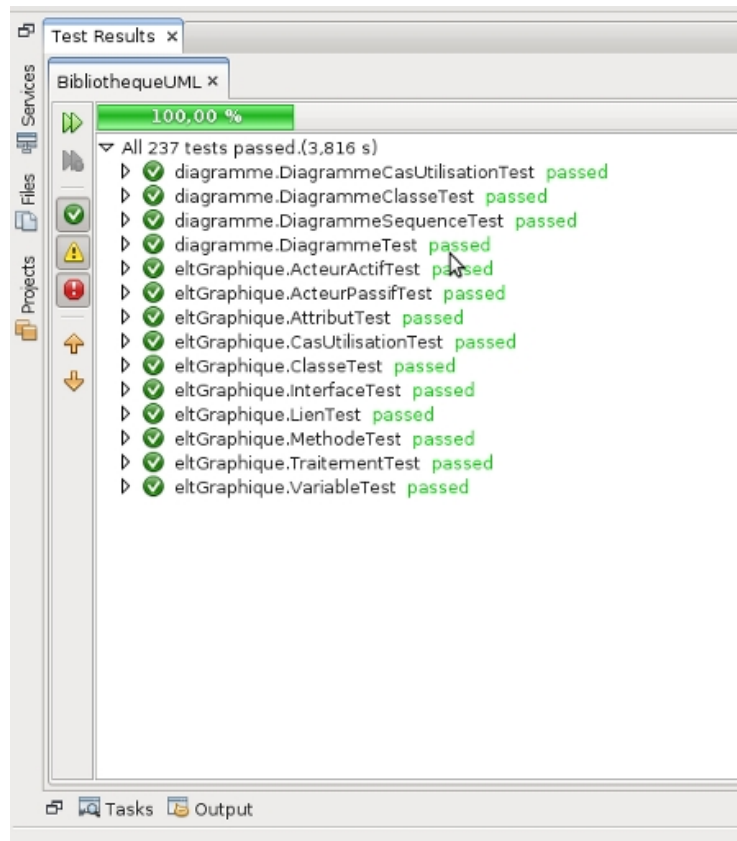 Test Results ×
BibliothequeUML ×
Services
Files
Projects
100,00 %
All 237 tests passed.(3,816 s)
diagramme.DiagrammeCasUtilisationTest passed
diagramme.DiagrammeClasseTest passed
diagramme.DiagrammeSequenceTest passed
diagramme.DiagrammeTest passed
eltGraphique.ActeurActifTest passed
eltGraphique.ActeurPassifTest passed
eltGraphique.AttributTest passed
eltGraphique.CasUtilisationTest passed
eltGraphique.ClasseTest passed
eltGraphique.InterfaceTest passed
eltGraphique.LienTest passed
eltGraphique.MethodeTest passed
eltGraphique.TraitementTest passed
eltGraphique.VariableTest passed
Tasks Output